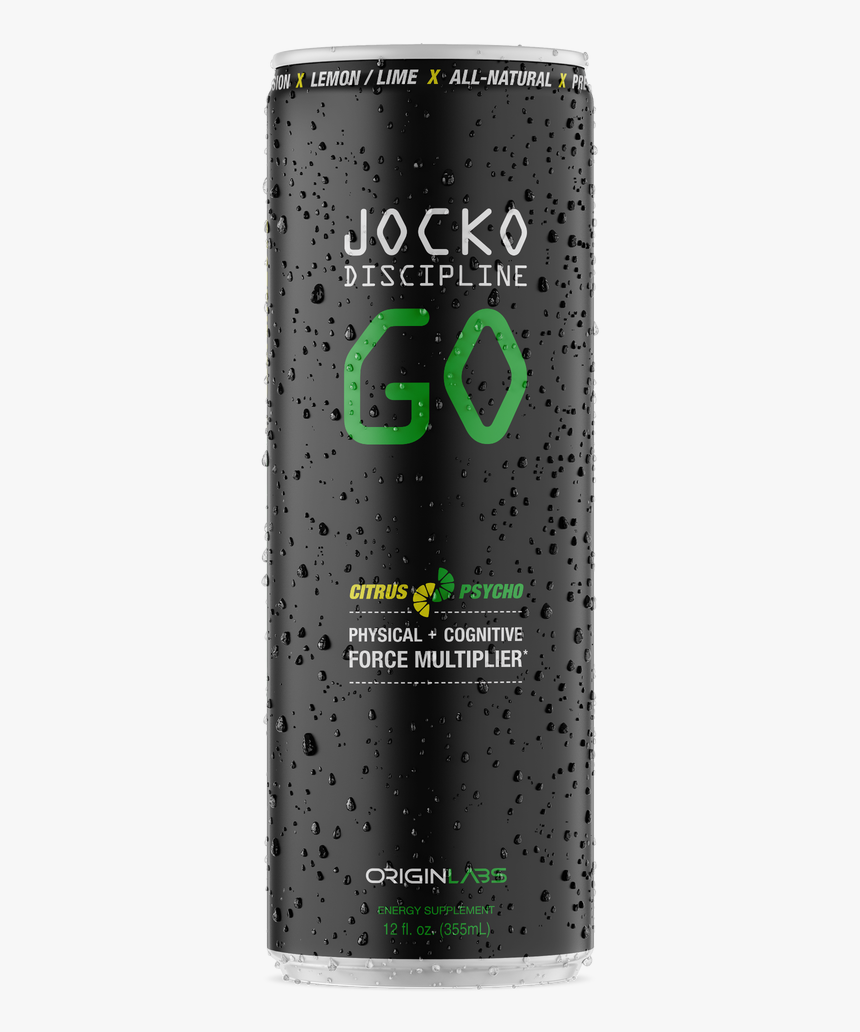 X LEMON / LIME X ALL-NATURAL X
JOCKO
DISCIPLINE
GO
CITRUS PSYCHO
PHYSICAL + COGNITIVE
FORCE MULTIPLIER*
ORIGINLABS
ENERGY SUPPLEMENT
12 fl. oz. (355mL)